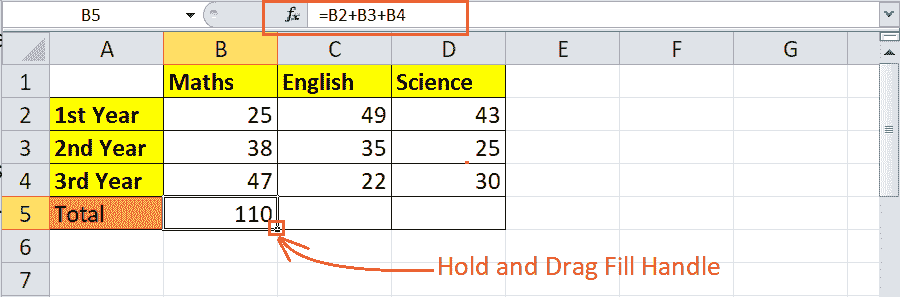 B5 fx =B2+B3+B4
A B C D E F G
1 Maths English Science
2 1st Year 25 49 43
3 2nd Year 38 35 25
4 3rd Year 47 22 30
5 Total 110
6
7 Hold and Drag Fill Handle